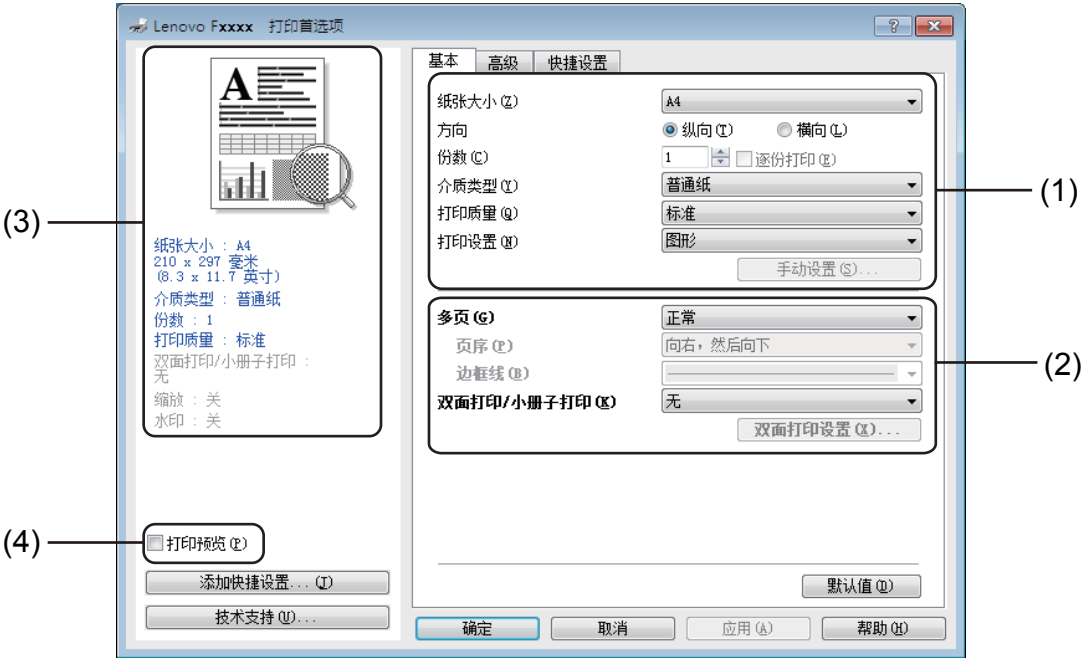 Lenovo Fxxxx 打印首选项
基本 高级 快捷设置
A
纸张大小(Z) A4
方向 纵向(T) 横向(L)
份数(C) 1 逐份打印(E)
介质类型(Y) 普通纸
打印质量(Q) 标准
打印设置(N) 图形
手动设置(S)...
(1)
多页(G) 正常
页序(P) 向右，然后向下
边框线(B)
双面打印/小册子打印(K) 无
双面打印设置(X)...
(2)
(3)
纸张大小 : A4
210 x 297 毫米
(8.3 x 11.7 英寸)
介质类型 : 普通纸
份数 : 1
打印质量 : 标准
双面打印/小册子打印 :
无
缩放 : 关
水印 : 关
(4)
打印预览(P)
添加快捷设置...(J)
技术支持(U)...
默认值(D)
确定 取消 应用(A) 帮助(H)